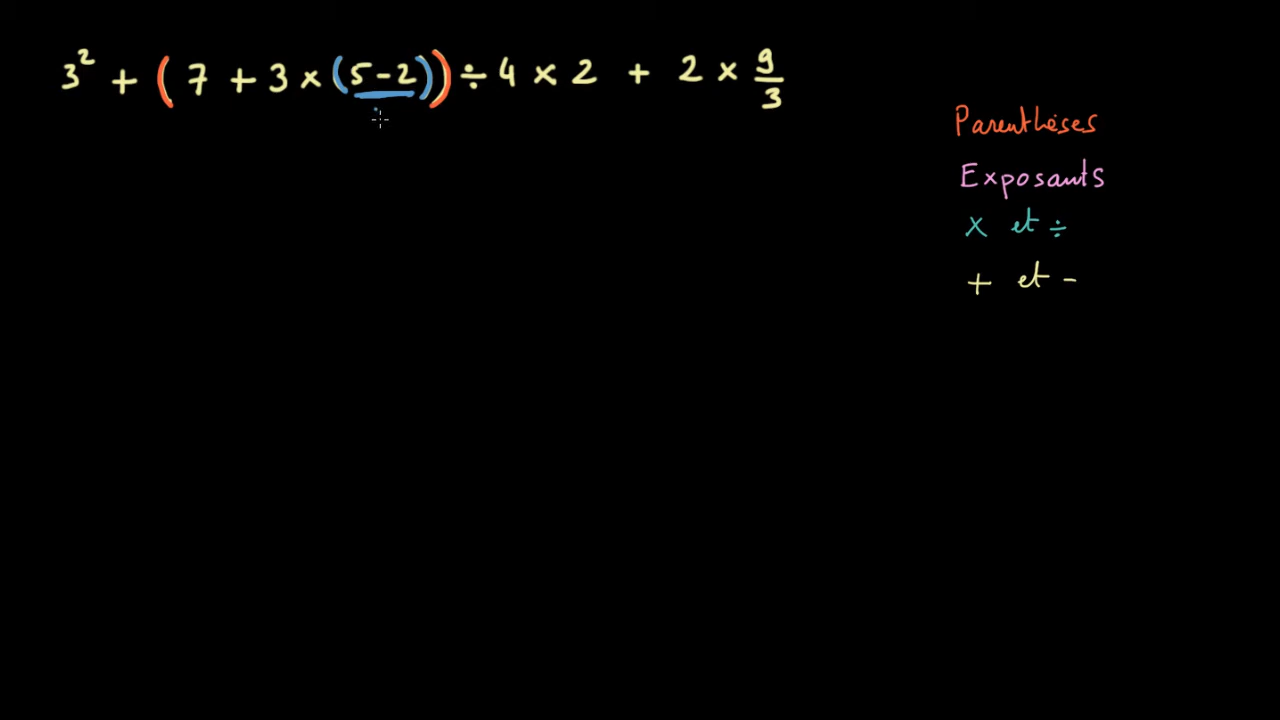 3² + (7 + 3 × (5-2)) ÷ 4 × 2 + 2 × 9/3
Parenthèses
Exposants
× et ÷
+ et -